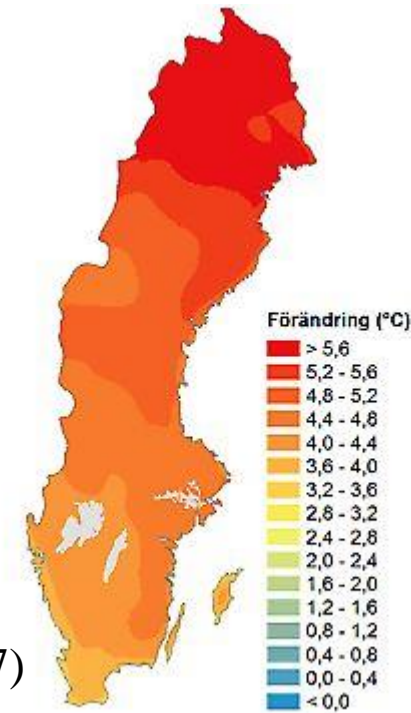 Förändring (°C)
> 5,6
5,2 - 5,6
4,8 - 5,2
4,4 - 4,8
4,0 - 4,4
3,6 - 4,0
3,2 - 3,6
2,8 - 3,2
2,4 - 2,8
2,0 - 2,4
1,6 - 2,0
1,2 - 1,6
0,8 - 1,2
0,4 - 0,8
0,0 - 0,4
< 0,0
7)